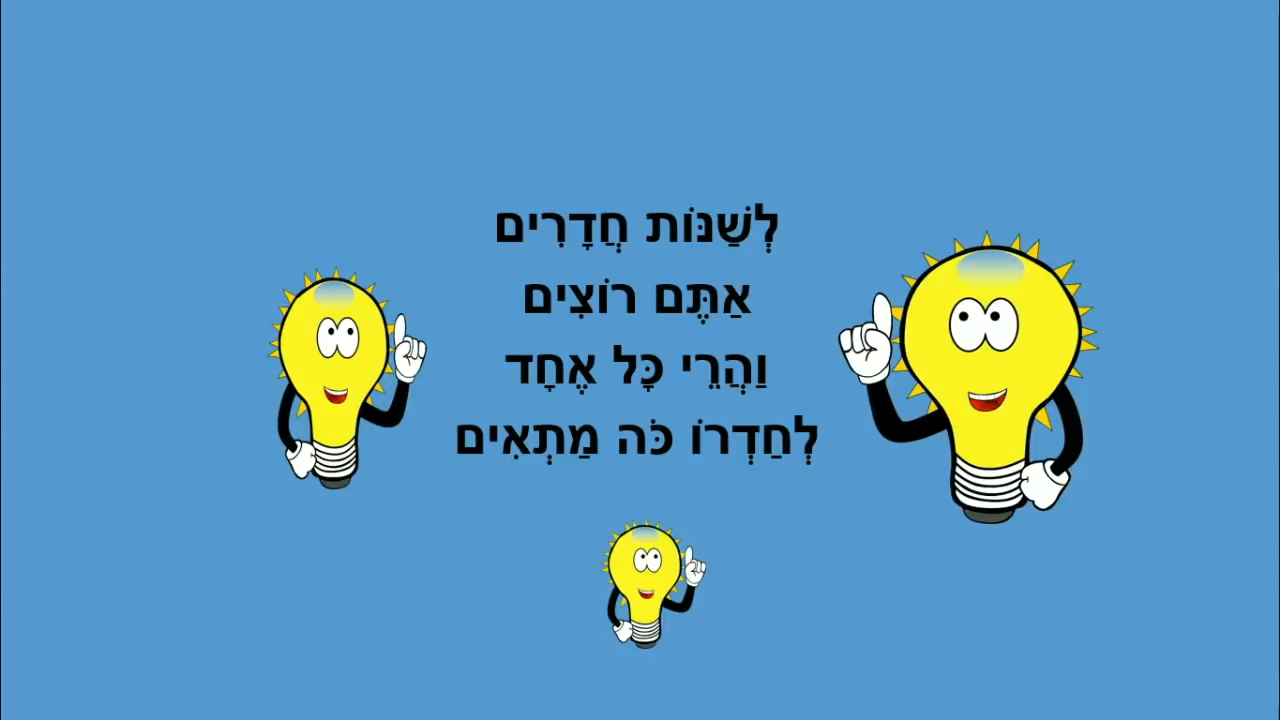 לְשַׁנּוֹת חֲדָרִים
אַתֶּם רוֹצִים
וַהֲרֵי כָּל אֶחָד
לְחַדְרוֹ כֹּה מַתְאִים